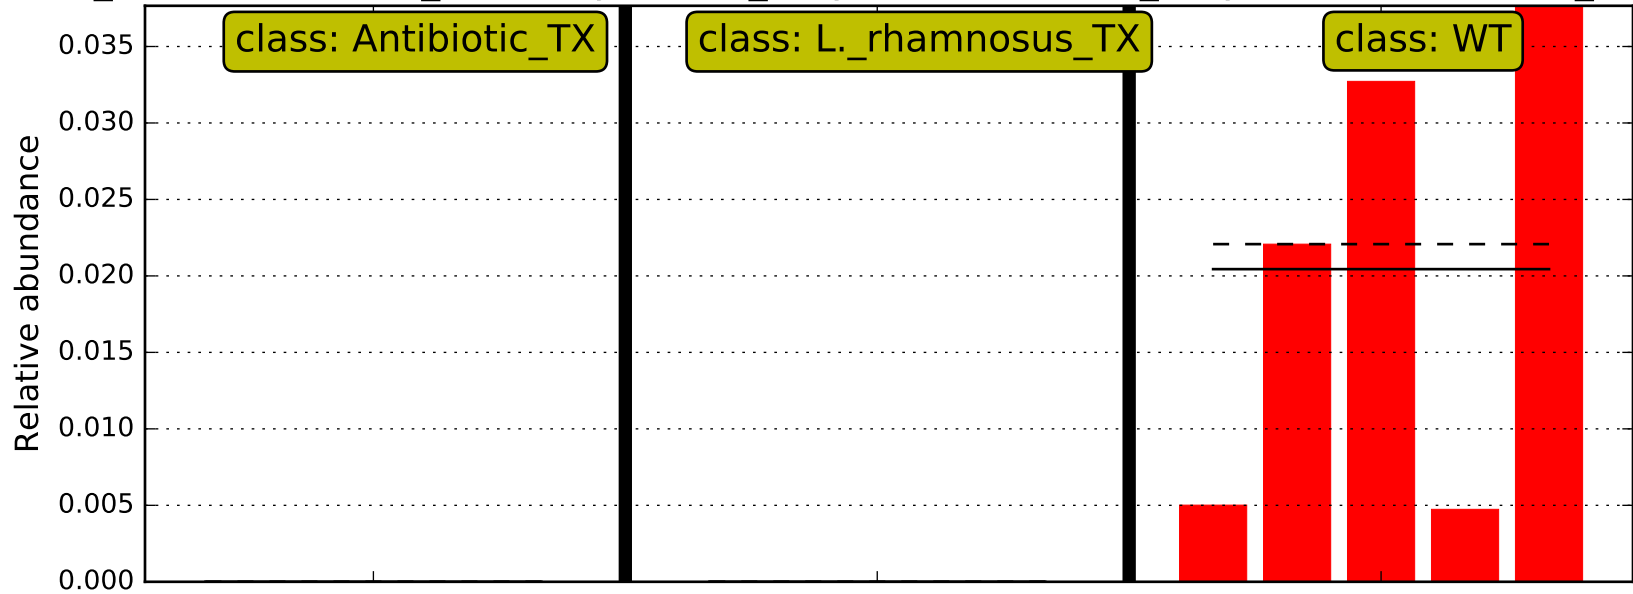 class: Antibiotic_TX
class: L._rhamnosus_TX
class: WT
Relative abundance
0.035
0.030
0.025
0.020
0.015
0.010
0.005
0.000